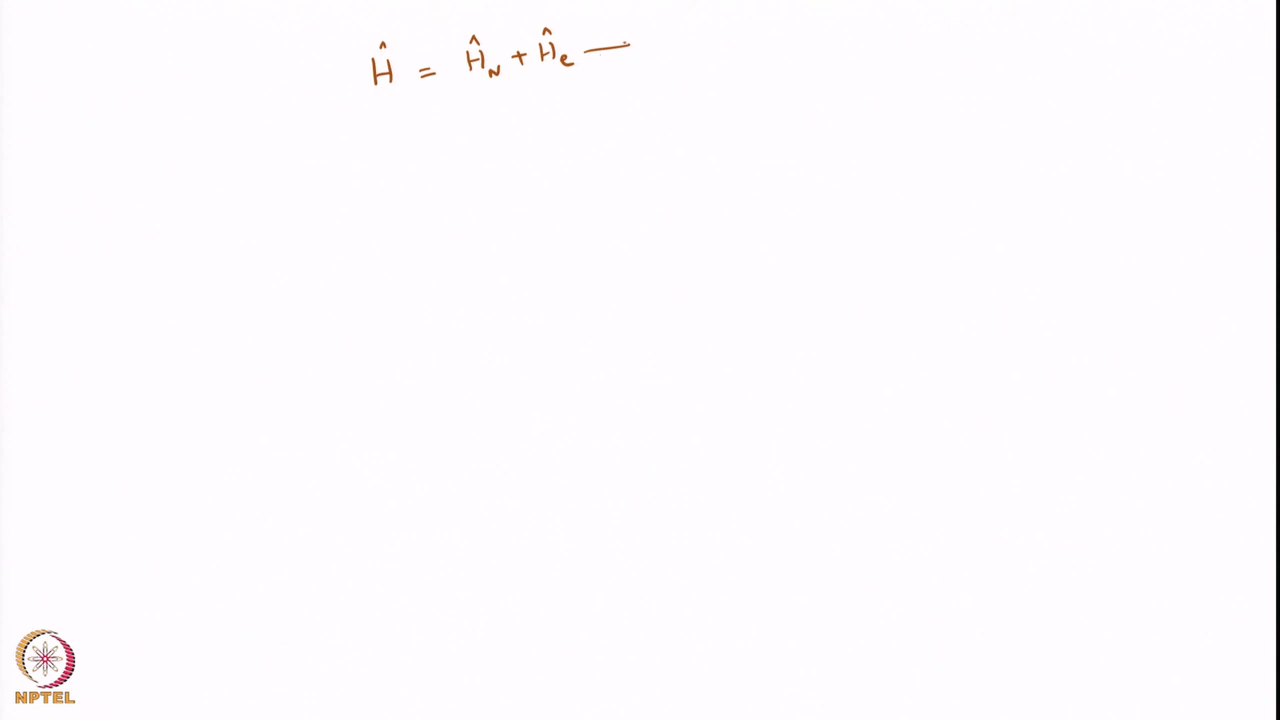 Ĥ = Ĥ_N + Ĥ_e —
NPTEL